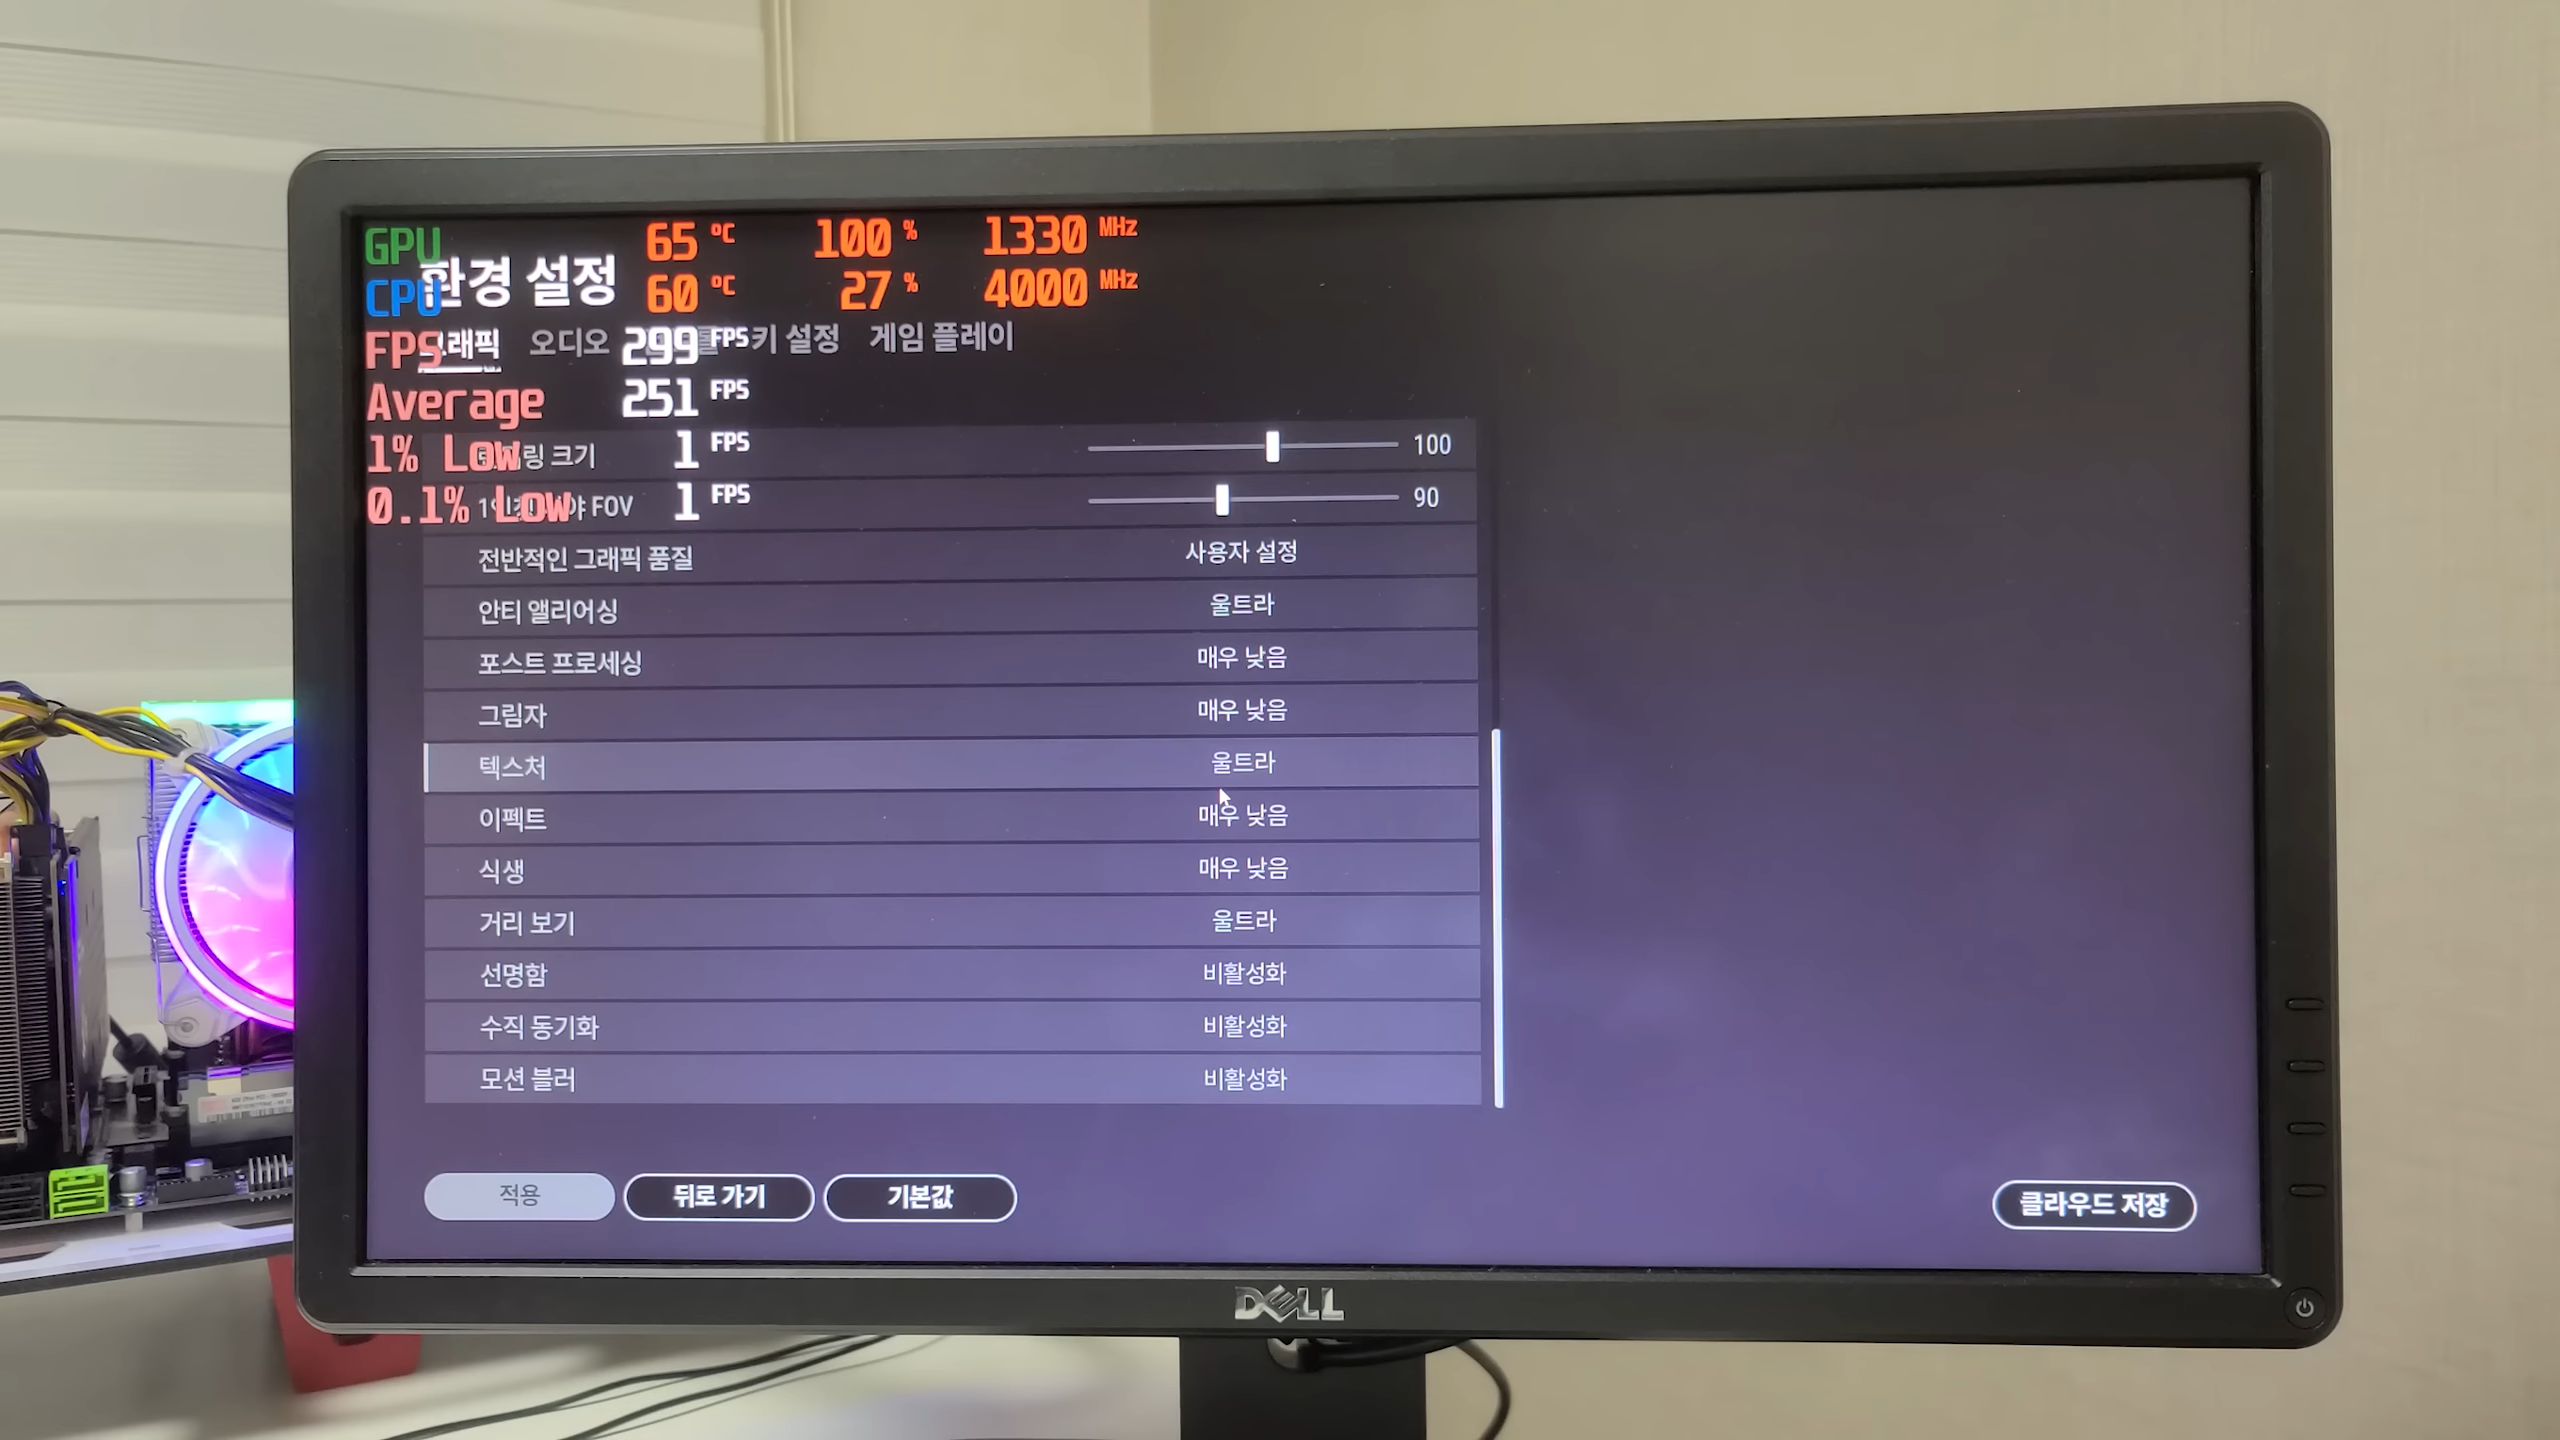 GPU 65 °C 100 % 1330 MHz
환경 설정
CPU 60 °C 27 % 4000 MHz
FPS 299 FPS
그래픽 오디오 키 설정 게임 플레이
Average 251 FPS
1% Low 1 FPS
크기 100
0.1% Low 1 FPS
FOV 90
전반적인 그래픽 품질 사용자 설정
안티 앨리어싱 울트라
포스트 프로세싱 매우 낮음
그림자 매우 낮음
텍스처 울트라
이펙트 매우 낮음
식생 매우 낮음
거리 보기 울트라
선명함 비활성화
수직 동기화 비활성화
모션 블러 비활성화
적용 뒤로 가기 기본값 클라우드 저장
DELL